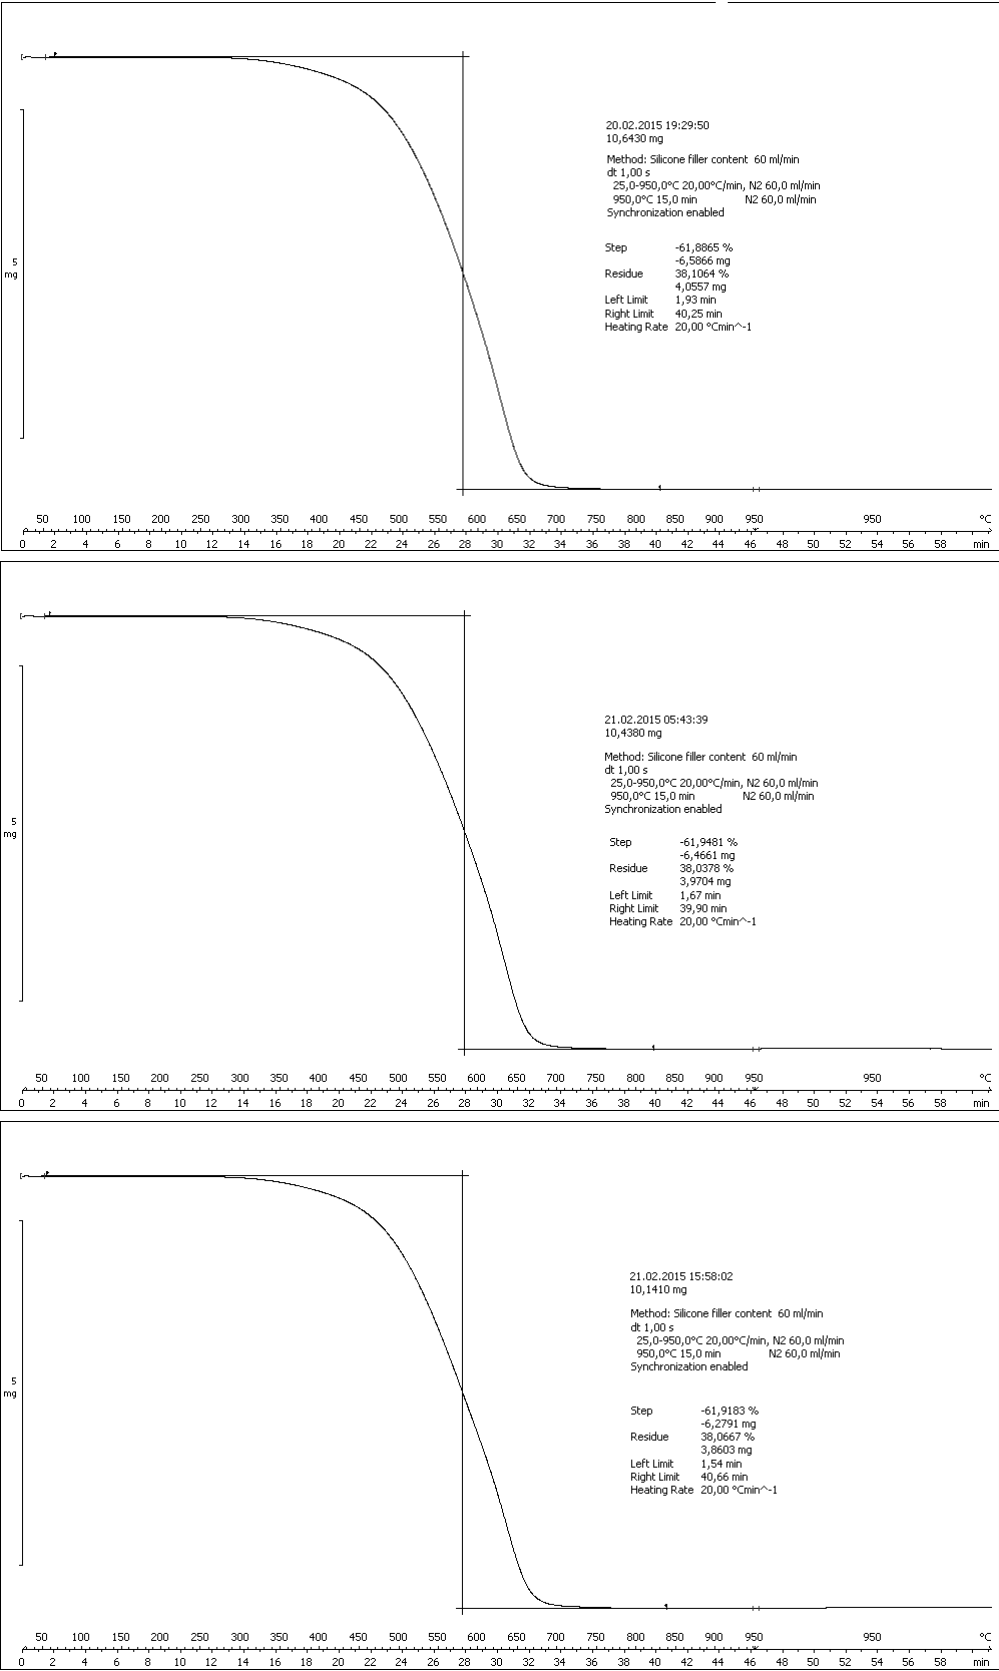 20.02.2015 19:29:50
10,6430 mg
Method: Silicone filler content 60 ml/min
dt 1,00 s
25,0-950,0°C 20,00°C/min, N2 60,0 ml/min
950,0°C 15,0 min N2 60,0 ml/min
Synchronization enabled
Step -61,8865 %
-6,5866 mg
Residue 38,1064 %
4,0557 mg
Left Limit 1,93 min
Right Limit 40,25 min
Heating Rate 20,00 °Cmin^-1
5
mg
50 100 150 200 250 300 350 400 450 500 550 600 650 700 750 800 850 900 950 950 °C
0 2 4 6 8 10 12 14 16 18 20 22 24 26 28 30 32 34 36 38 40 42 44 46 48 50 52 54 56 58 min
21.02.2015 05:43:39
10,4380 mg
Method: Silicone filler content 60 ml/min
dt 1,00 s
25,0-950,0°C 20,00°C/min, N2 60,0 ml/min
950,0°C 15,0 min N2 60,0 ml/min
Synchronization enabled
Step -61,9481 %
-6,4661 mg
Residue 38,0378 %
3,9704 mg
Left Limit 1,67 min
Right Limit 39,90 min
Heating Rate 20,00 °Cmin^-1
5
mg
50 100 150 200 250 300 350 400 450 500 550 600 650 700 750 800 850 900 950 950 °C
0 2 4 6 8 10 12 14 16 18 20 22 24 26 28 30 32 34 36 38 40 42 44 46 48 50 52 54 56 58 min
21.02.2015 15:58:02
10,1410 mg
Method: Silicone filler content 60 ml/min
dt 1,00 s
25,0-950,0°C 20,00°C/min, N2 60,0 ml/min
950,0°C 15,0 min N2 60,0 ml/min
Synchronization enabled
Step -61,9183 %
-6,2791 mg
Residue 38,0667 %
3,8603 mg
Left Limit 1,54 min
Right Limit 40,66 min
Heating Rate 20,00 °Cmin^-1
5
mg
50 100 150 200 250 300 350 400 450 500 550 600 650 700 750 800 850 900 950 950 °C
0 2 4 6 8 10 12 14 16 18 20 22 24 26 28 30 32 34 36 38 40 42 44 46 48 50 52 54 56 58 min